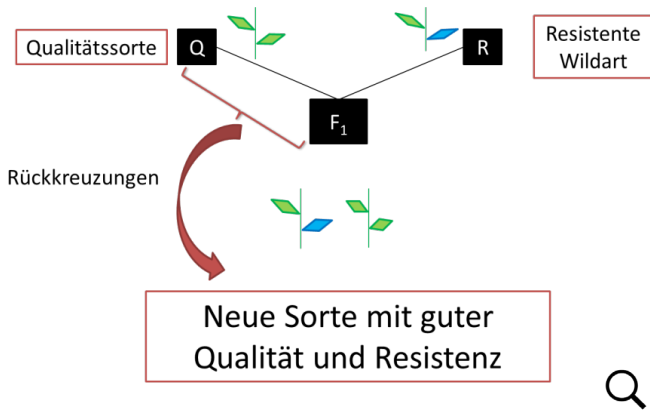 Qualitätssorte
Q
R
Resistente
Wildart
F₁
Rückkreuzungen
Neue Sorte mit guter
Qualität und Resistenz